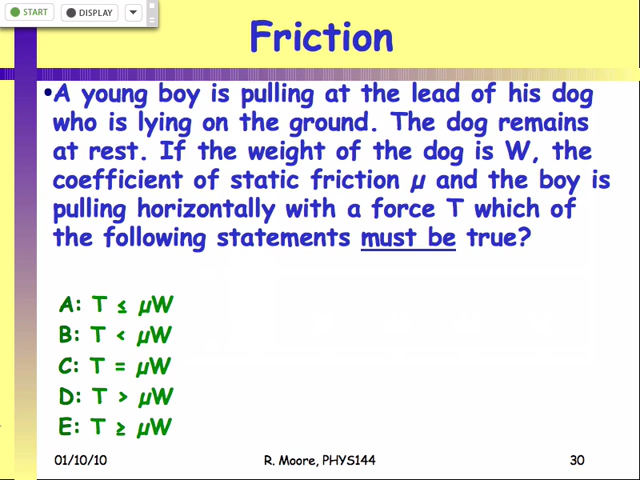 START DISPLAY
Friction
•A young boy is pulling at the lead of his dog
who is lying on the ground. The dog remains
at rest. If the weight of the dog is W, the
coefficient of static friction μ and the boy is
pulling horizontally with a force T which of
the following statements must be true?
A: T ≤ μW
B: T < μW
C: T = μW
D: T > μW
E: T ≥ μW
01/10/10 R. Moore, PHYS144 30